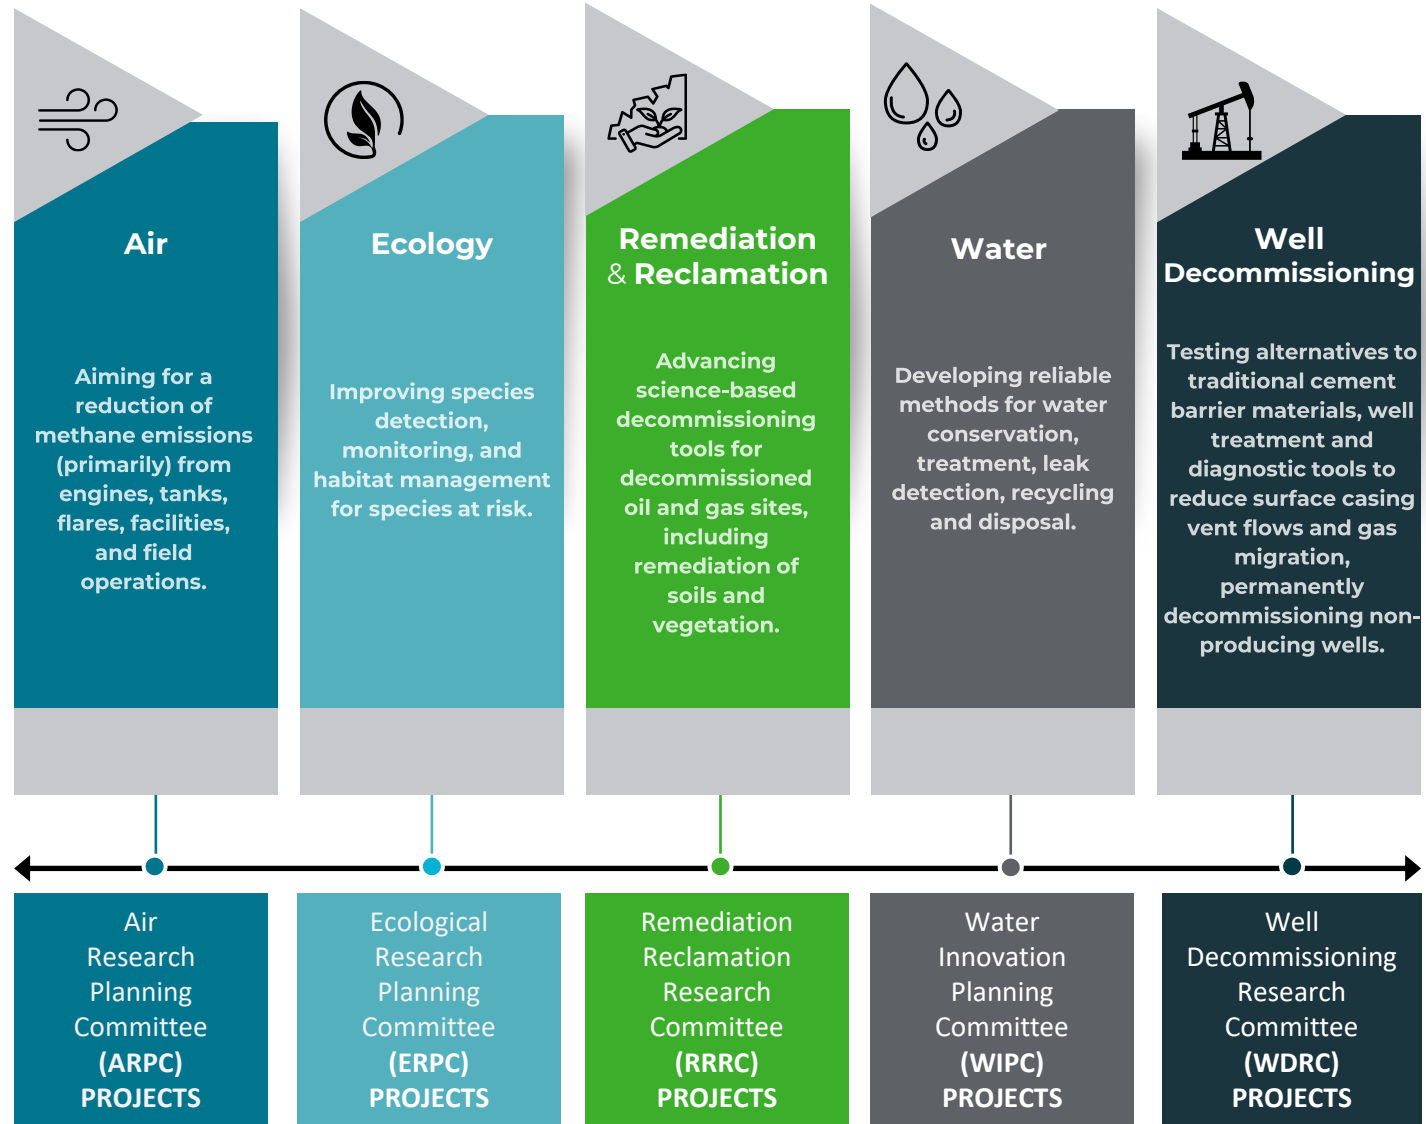 Air
Aiming for a
reduction of
methane emissions
(primarily) from
engines, tanks,
flares, facilities,
and field
operations.
Ecology
Improving species
detection,
monitoring, and
habitat management
for species at risk.
Remediation
& Reclamation
Advancing
science-based
decommissioning
tools for
decommissioned
oil and gas sites,
including
remediation of
soils and
vegetation.
Water
Developing reliable
methods for water
conservation,
treatment, leak
detection, recycling
and disposal.
Well
Decommissioning
Testing alternatives to
traditional cement
barrier materials, well
treatment and
diagnostic tools to
reduce surface casing
vent flows and gas
migration,
permanently
decommissioning non-
producing wells.
Air
Research
Planning
Committee
(ARPC)
PROJECTS
Ecological
Research
Planning
Committee
(ERPC)
PROJECTS
Remediation
Reclamation
Research
Committee
(RRRC)
PROJECTS
Water
Innovation
Planning
Committee
(WIPC)
PROJECTS
Well
Decommissioning
Research
Committee
(WDRC)
PROJECTS